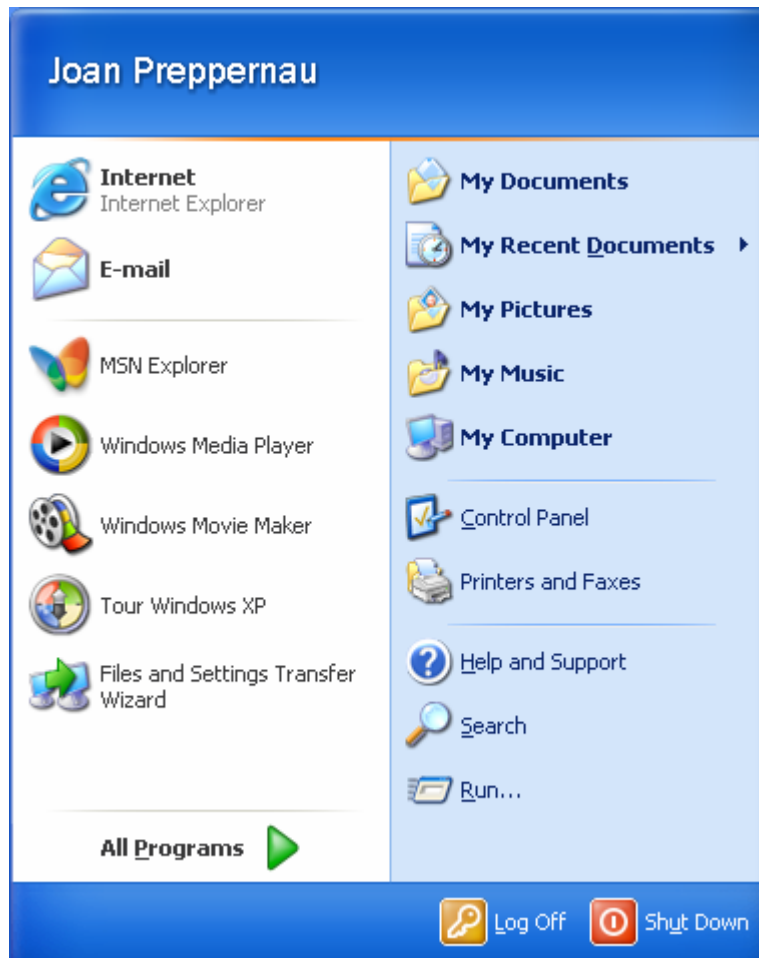 Joan Preppernau
Internet
Internet Explorer
E-mail
MSN Explorer
Windows Media Player
Windows Movie Maker
Tour Windows XP
Files and Settings Transfer
Wizard
All Programs
My Documents
My Recent Documents
My Pictures
My Music
My Computer
Control Panel
Printers and Faxes
Help and Support
Search
Run...
Log Off
Shut Down